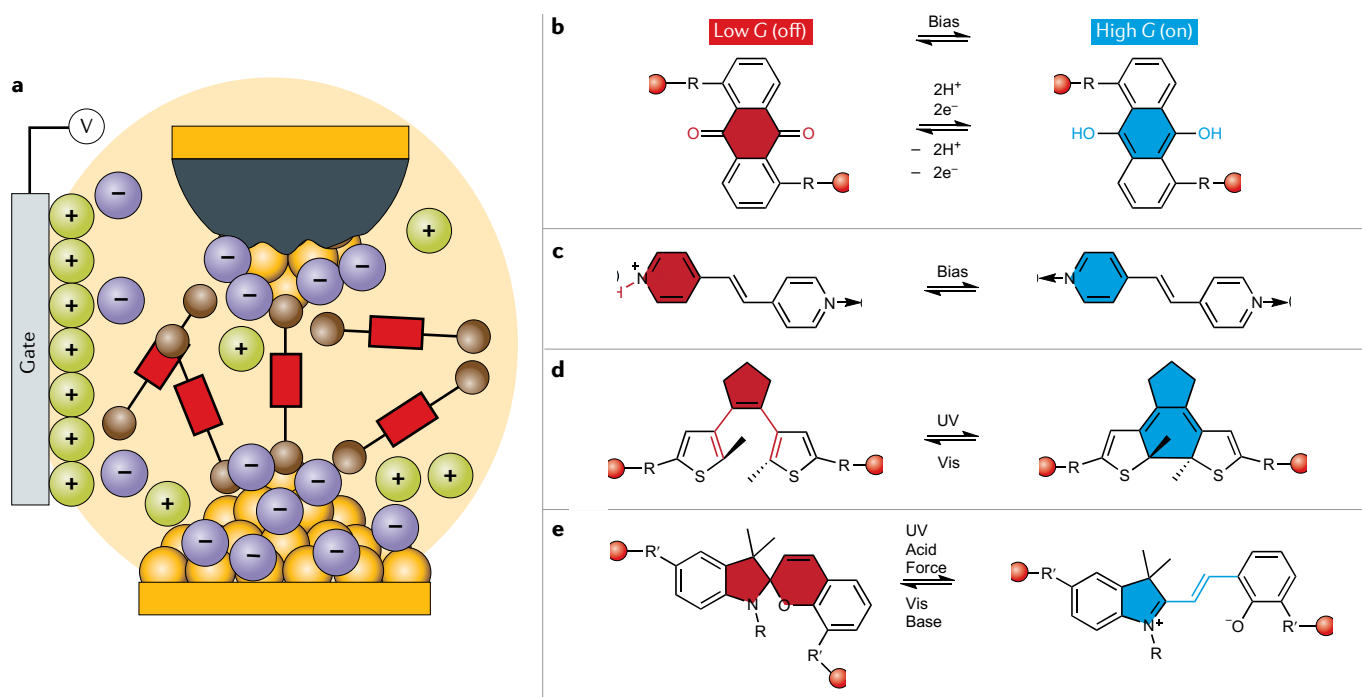 a
V
Gate
+
+
+
+
+
+
+
−
−
−
−
−
−
−
+
+
+
+
+
−
−
−
−
−
−
−
b
Low G (off)
Bias
High G (on)
R
O
O
R
2H⁺
2e⁻
− 2H⁺
− 2e⁻
R
HO
OH
R
c
+
N
H
N
Bias
N
N
d
R
S
S
R
UV
Vis
R
S
S
R
e
R′
N
R
O
R′
UV
Acid
Force
Vis
Base
R′
N⁺
R
⁻O
R′